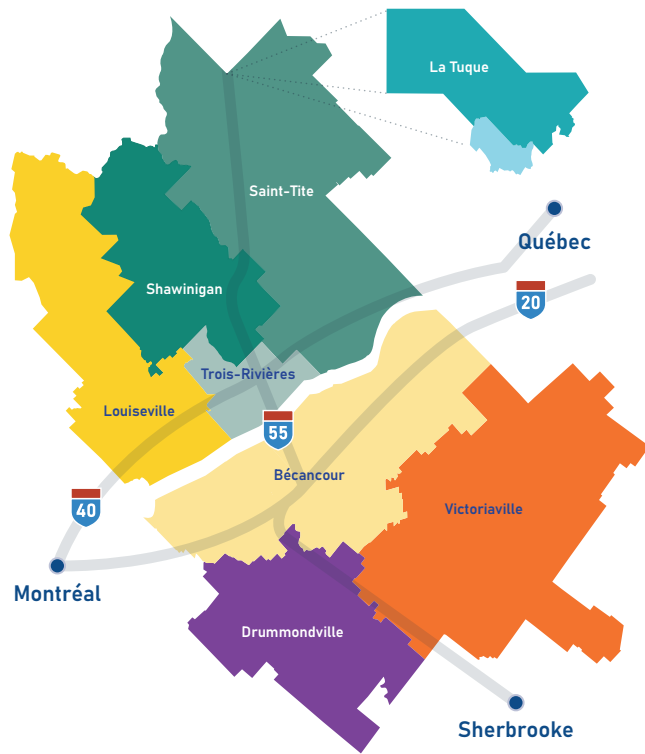 La Tuque
Saint-Tite
Québec
Shawinigan
20
Trois-Rivières
Louiseville
55
Bécancour
40
Victoriaville
Montréal
Drummondville
Sherbrooke